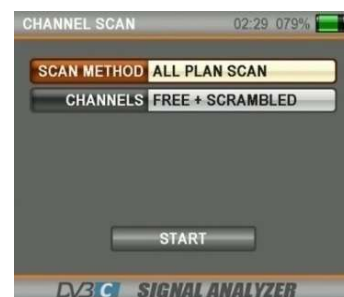 CHANNEL SCAN 02:29 079%
SCAN METHOD ALL PLAN SCAN
CHANNELS FREE + SCRAMBLED
START
DVB C SIGNAL ANALYZER